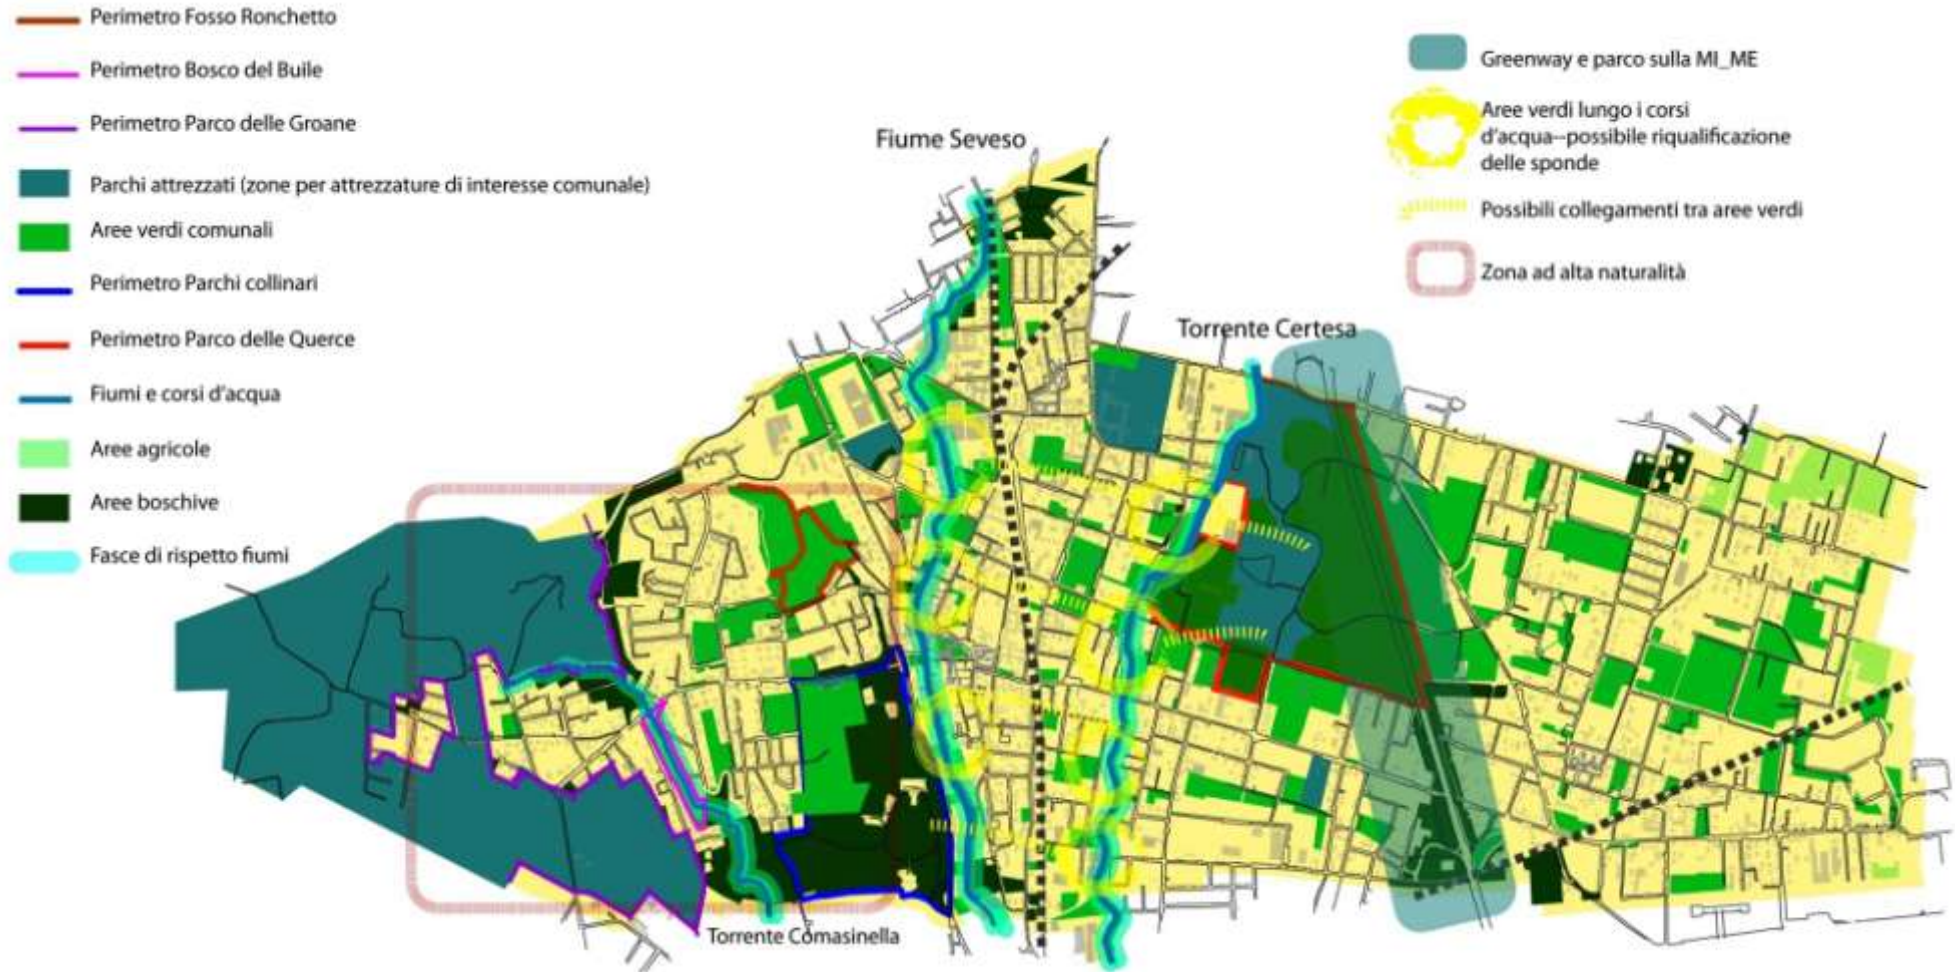 Perimetro Fosso Ronchetto
Perimetro Bosco del Buile
Perimetro Parco delle Groane
Parchi attrezzati (zone per attrezzature di interesse comunale)
Aree verdi comunali
Perimetro Parchi collinari
Perimetro Parco delle Querce
Fiumi e corsi d'acqua
Aree agricole
Aree boschive
Fasce di rispetto fiumi
Greenway e parco sulla MI_ME
Aree verdi lungo i corsi
d'acqua--possibile riqualificazione
delle sponde
Possibili collegamenti tra aree verdi
Zona ad alta naturalità
Fiume Seveso
Torrente Certesa
Torrente Comasinella